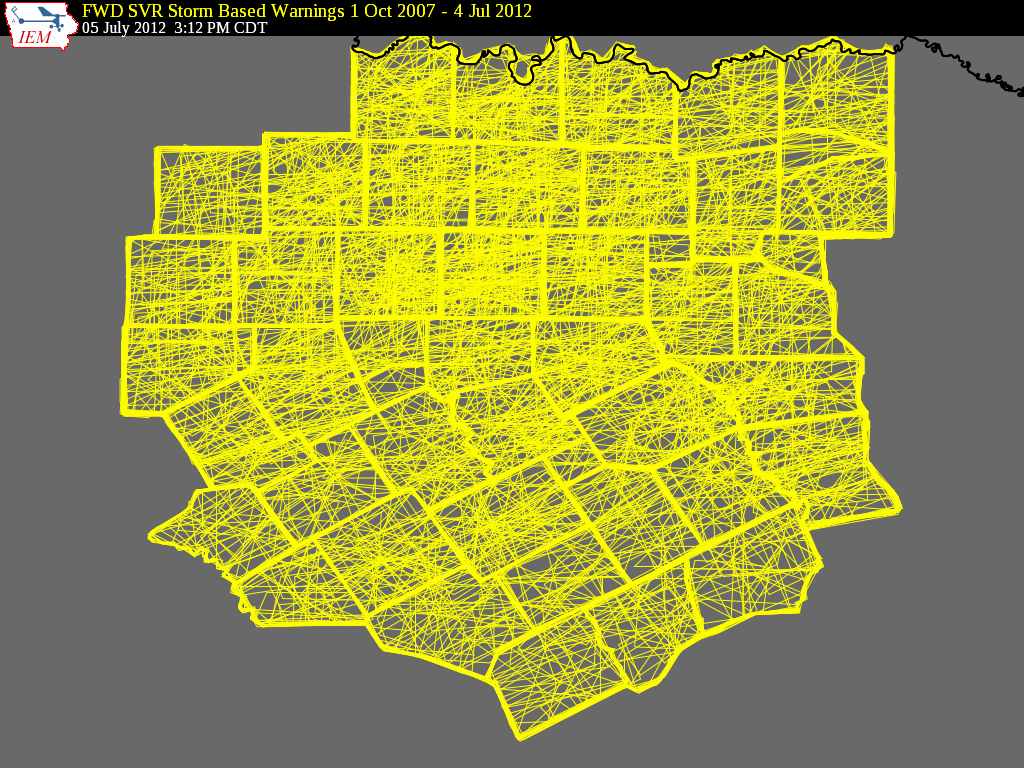 FWD SVR Storm Based Warnings 1 Oct 2007 - 4 Jul 2012
05 July 2012 3:12 PM CDT
IEM